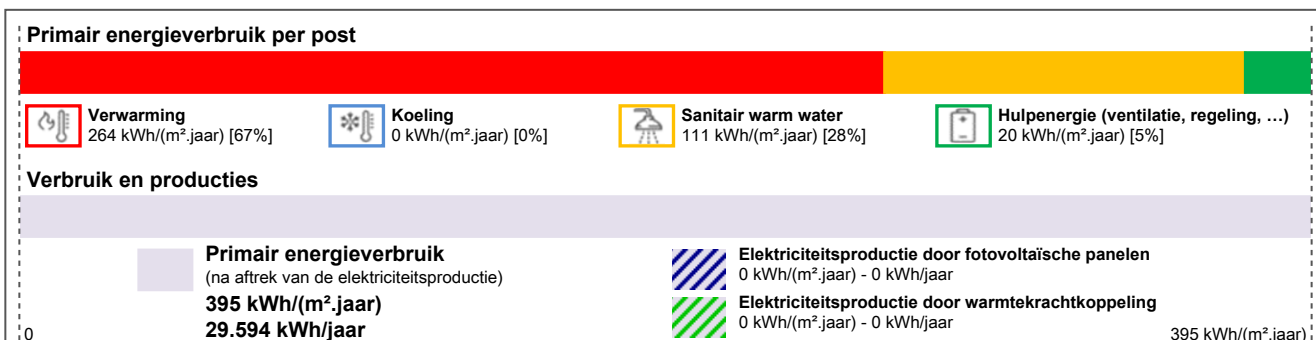 Primair energieverbruik per post
Verwarming
264 kWh/(m².jaar) [67%]
Koeling
0 kWh/(m².jaar) [0%]
Sanitair warm water
111 kWh/(m².jaar) [28%]
Hulpenergie (ventilatie, regeling, …)
20 kWh/(m².jaar) [5%]
Verbruik en producties
Primair energieverbruik
(na aftrek van de elektriciteitsproductie)
395 kWh/(m².jaar)
29.594 kWh/jaar
Elektriciteitsproductie door fotovoltaïsche panelen
0 kWh/(m².jaar) - 0 kWh/jaar
Elektriciteitsproductie door warmtekrachtkoppeling
0 kWh/(m².jaar) - 0 kWh/jaar
0
395 kWh/(m².jaar)